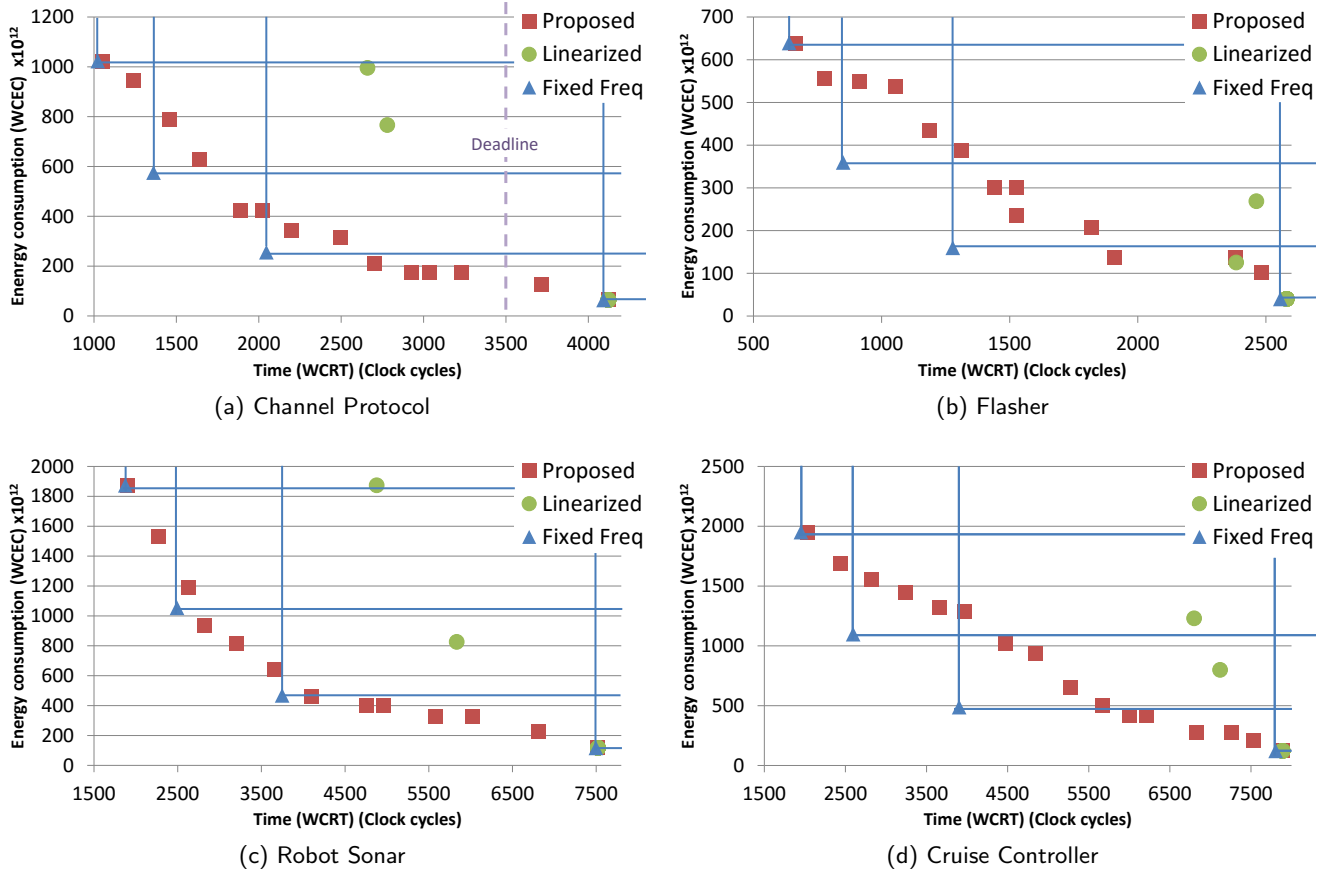 1200
1000
800
600
400
200
0
Enenrgy consumption (WCEC) x10¹²
1000 1500 2000 2500 3000 3500 4000
Time (WCRT) (Clock cycles)
Proposed
Linearized
Fixed Freq
Deadline
(a) Channel Protocol
700
600
500
400
300
200
100
0
Energy consumption (WCEC) x10¹²
500 1000 1500 2000 2500
Time (WCRT) (Clock cycles)
Proposed
Linearized
Fixed Freq
(b) Flasher
2000
1800
1600
1400
1200
1000
800
600
400
200
0
Energy consumption (WCEC) x10¹²
1500 2500 3500 4500 5500 6500 7500
Time (WCRT) (Clock cycles)
Proposed
Linearized
Fixed Freq
(c) Robot Sonar
2500
2000
1500
1000
500
0
Energy consumption (WCEC) x10¹²
1500 2500 3500 4500 5500 6500 7500
Time (WCRT) (Clock cycles)
Proposed
Linearized
Fixed Freq
(d) Cruise Controller